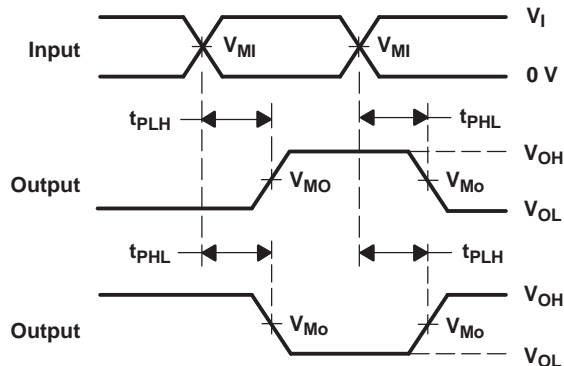 V_I
Input V_MI V_MI
0 V
t_PLH t_PHL
V_OH
Output V_MO V_Mo
V_OL
t_PHL t_PLH
V_OH
Output V_Mo V_Mo
V_OL